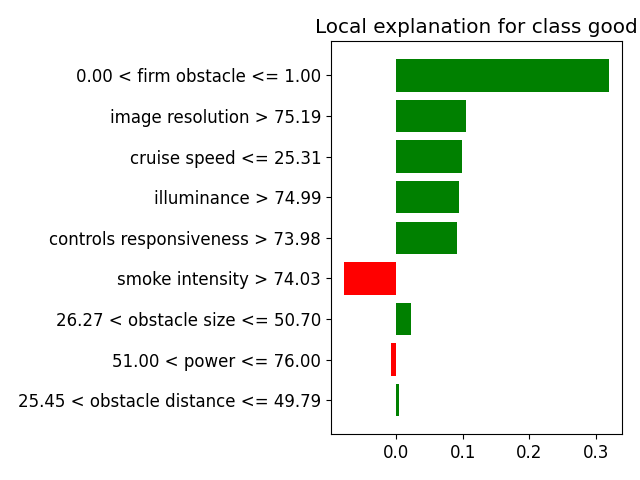 Local explanation for class good
0.00 < firm obstacle <= 1.00
image resolution > 75.19
cruise speed <= 25.31
illuminance > 74.99
controls responsiveness > 73.98
smoke intensity > 74.03
26.27 < obstacle size <= 50.70
51.00 < power <= 76.00
25.45 < obstacle distance <= 49.79
0.0 0.1 0.2 0.3